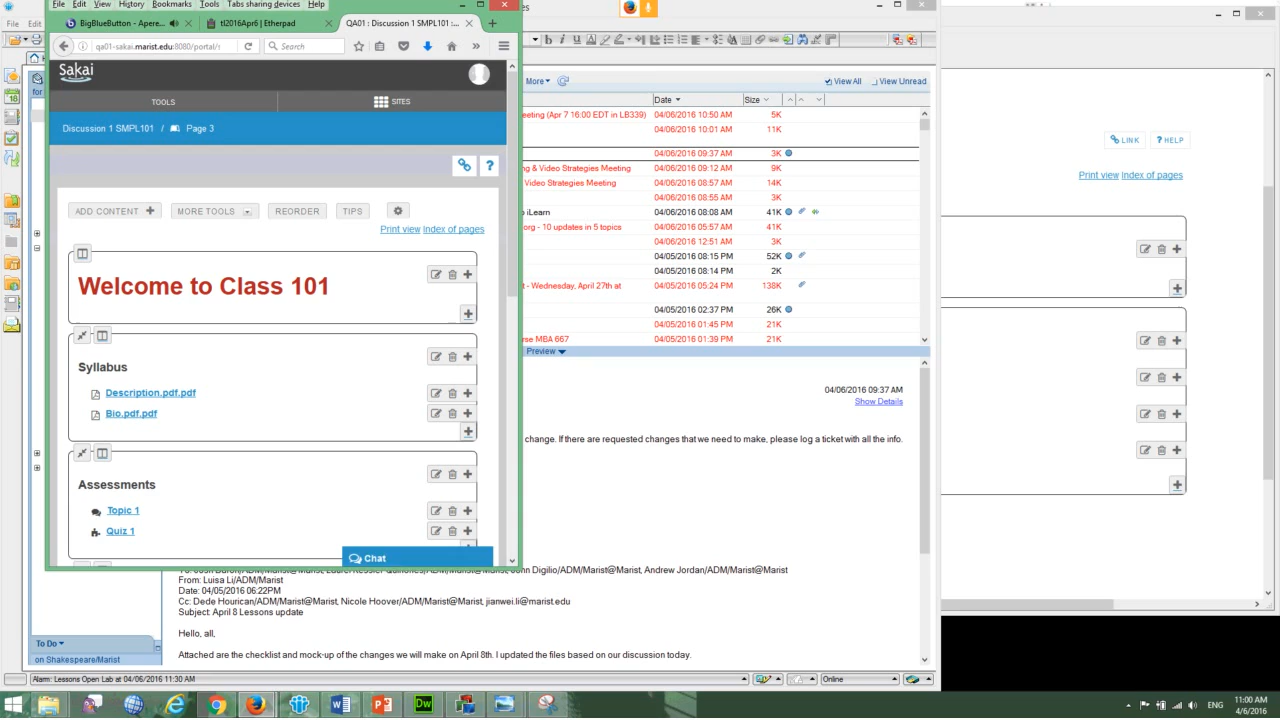 File Edit View History Bookmarks Tools Tabs sharing devices Help
BigBlueButton - Apere...
tl2016Apr6 | Etherpad
QA01 : Discussion 1 SMPL101 :...
qa01-sakai.marist.edu:8080/portal/
Search
Sakai
TOOLS
SITES
Discussion 1 SMPL101 / Page 3
ADD CONTENT
MORE TOOLS
REORDER
TIPS
Print view Index of pages
Welcome to Class 101
Syllabus
Description.pdf.pdf
Bio.pdf.pdf
Assessments
Topic 1
Quiz 1
Chat
File
Ed
for
More
View All
View Unread
Date
Size
eeting (Apr 7 16:00 EDT in LB339) 04/06/2016 10:50 AM 5K
04/06/2016 10:01 AM 11K
04/06/2016 09:37 AM 3K
ng & Video Strategies Meeting 04/06/2016 09:12 AM 9K
Video Strategies Meeting 04/06/2016 08:57 AM 14K
04/06/2016 08:55 AM 3K
o iLearn 04/06/2016 08:08 AM 41K
org - 10 updates in 5 topics 04/06/2016 05:57 AM 41K
04/06/2016 12:51 AM 3K
04/05/2016 08:15 PM 52K
04/05/2016 08:14 PM 2K
t - Wednesday, April 27th at 04/05/2016 05:24 PM 138K
04/05/2016 02:37 PM 26K
04/05/2016 01:45 PM 21K
rse MBA 667 04/05/2016 01:39 PM 21K
Preview
04/06/2016 09:37 AM
Show Details
change. If there are requested changes that we need to make, please log a ticket with all the info.
Digilio/ADM/Marist@Marist, Andrew Jordan/ADM/Marist@Marist
From: Luisa Li/ADM/Marist
Date: 04/05/2016 06:22PM
Cc: Dede Hourican/ADM/Marist@Marist, Nicole Hoover/ADM/Marist@Marist, jianwei.li@marist.edu
Subject: April 8 Lessons update
Hello, all,
Attached are the checklist and mock-up of the changes we will make on April 8th. I updated the files based on our discussion today.
To Do
on Shakespeare/Marist
Alarm: Lessons Open Lab at 04/06/2016 11:30 AM
Online
LINK
HELP
Print view Index of pages
ENG
11:00 AM
4/6/2016